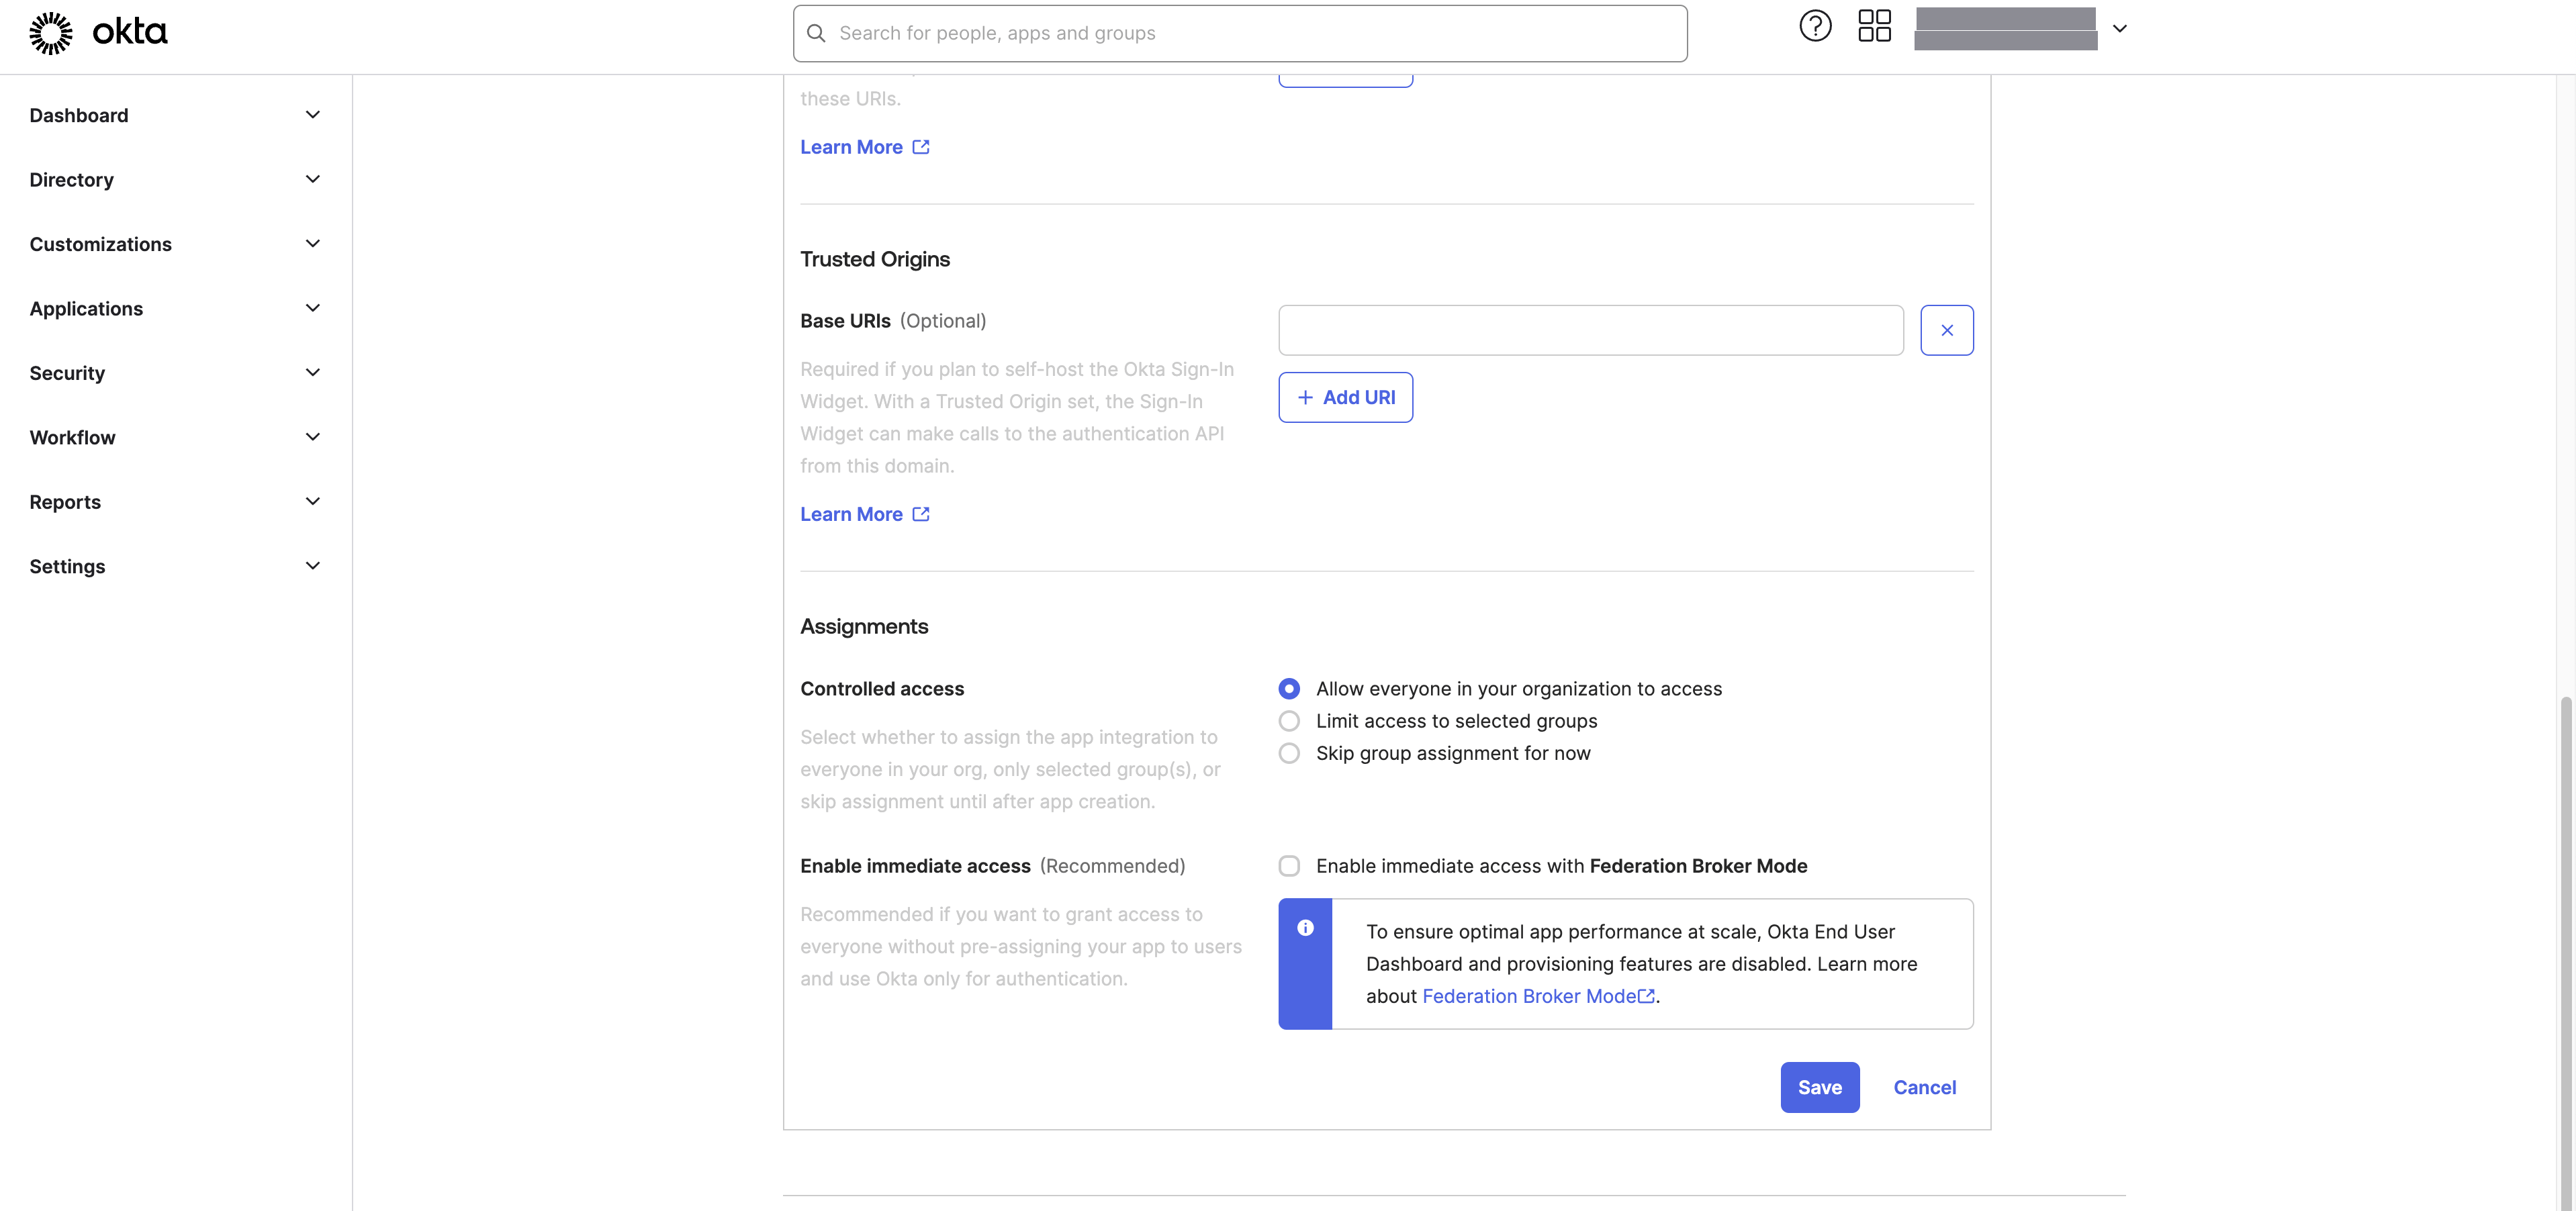 okta
Search for people, apps and groups
Dashboard
Directory
Customizations
Applications
Security
Workflow
Reports
Settings
these URIs.
Learn More
Trusted Origins
Base URIs (Optional)
Required if you plan to self-host the Okta Sign-In
Widget. With a Trusted Origin set, the Sign-In
Widget can make calls to the authentication API
from this domain.
Learn More
+ Add URI
Assignments
Controlled access
Select whether to assign the app integration to
everyone in your org, only selected group(s), or
skip assignment until after app creation.
Allow everyone in your organization to access
Limit access to selected groups
Skip group assignment for now
Enable immediate access (Recommended)
Recommended if you want to grant access to
everyone without pre-assigning your app to users
and use Okta only for authentication.
Enable immediate access with Federation Broker Mode
To ensure optimal app performance at scale, Okta End User
Dashboard and provisioning features are disabled. Learn more
about Federation Broker Mode.
Save
Cancel